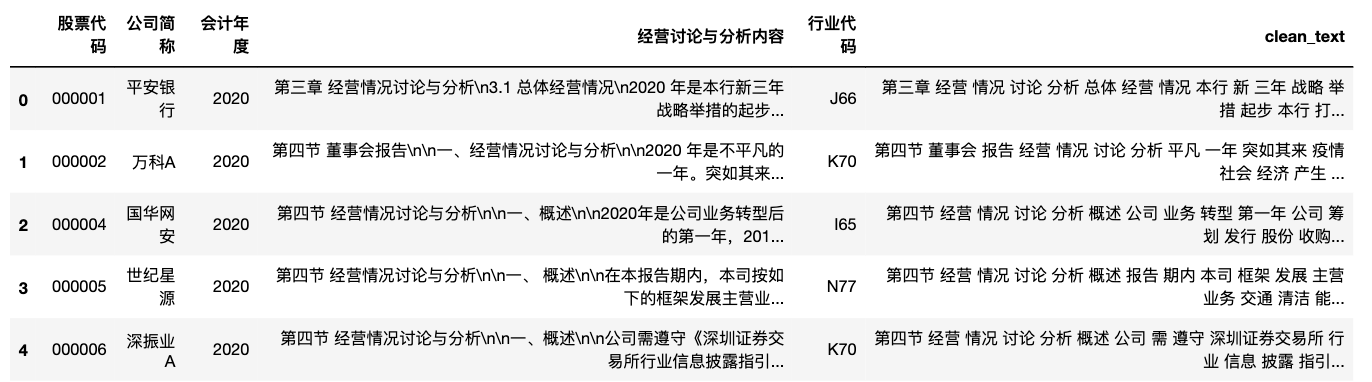 股票代码 公司简称 会计年度 经营讨论与分析内容 行业代码 clean_text
0 000001 平安银行 2020 第三章 经营情况讨论与分析\n3.1 总体经营情况\n2020 年是本行新三年战略举措的起步... J66 第三章 经营 情况 讨论 分析 总体 经营 情况 本行 新 三年 战略 举措 起步 本行 打...
1 000002 万科A 2020 第四节 董事会报告\n\n一、经营情况讨论与分析\n\n2020 年是不平凡的一年。突如其来... K70 第四节 董事会 报告 经营 情况 讨论 分析 平凡 一年 突如其来 疫情 社会 经济 产生 ...
2 000004 国华网安 2020 第四节 经营情况讨论与分析\n\n一、概述\n\n2020年是公司业务转型后的第一年，201... I65 第四节 经营 情况 讨论 分析 概述 公司 业务 转型 第一年 公司 筹划 发行 股份 收购...
3 000005 世纪星源 2020 第四节 经营情况讨论与分析\n\n一、 概述\n\n在本报告期内，本司按如下的框架发展主营业... N77 第四节 经营 情况 讨论 分析 概述 报告 期内 本司 框架 发展 主营业务 交通 清洁 能...
4 000006 深振业A 2020 第四节 经营情况讨论与分析\n\n一、概述\n\n公司需遵守《深圳证券交易所行业信息披露指引... K70 第四节 经营 情况 讨论 分析 概述 公司 需 遵守 深圳证券交易所 行业 信息 披露 指引...